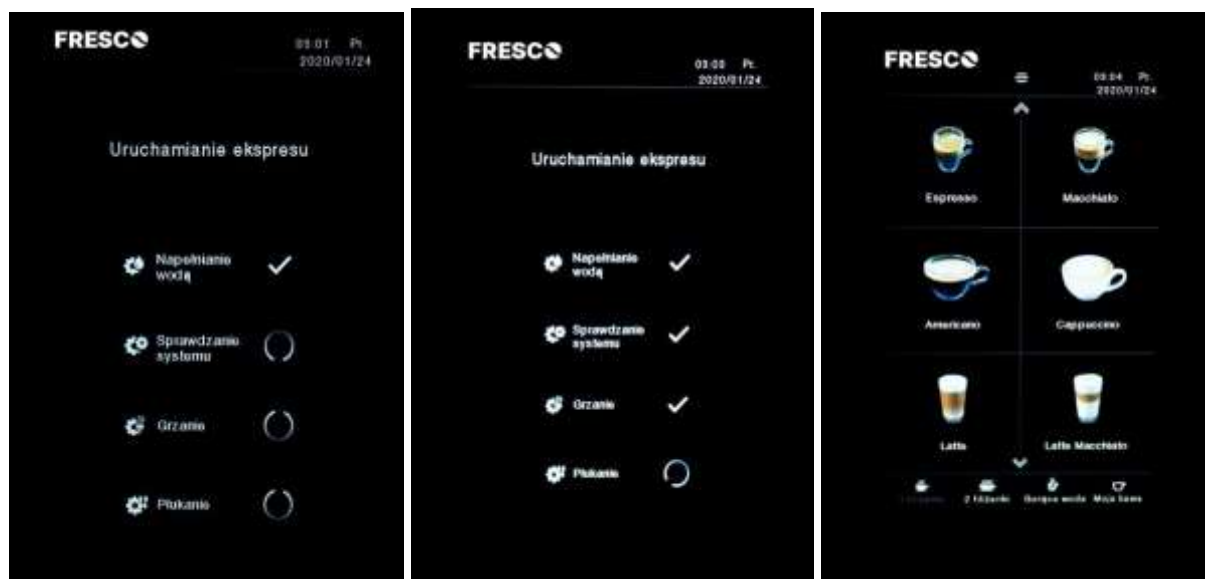 FRESCO
09:01 Pt.
2020/01/24
Uruchamianie ekspresu
Napełnianie
wodą
Sprawdzanie
systemu
Grzanie
Płukanie
FRESCO
Pt.
2020/01/24
Uruchamianie ekspresu
Napełnianie
wodą
Sprawdzanie
systemu
Grzanie
Płukanie
FRESCO
Pt.
2020/01/24
Espresso
Macchiato
Americano
Cappuccino
Latte
Latte Macchiato
2 filiżanki
Gorąca woda
Moja kawa